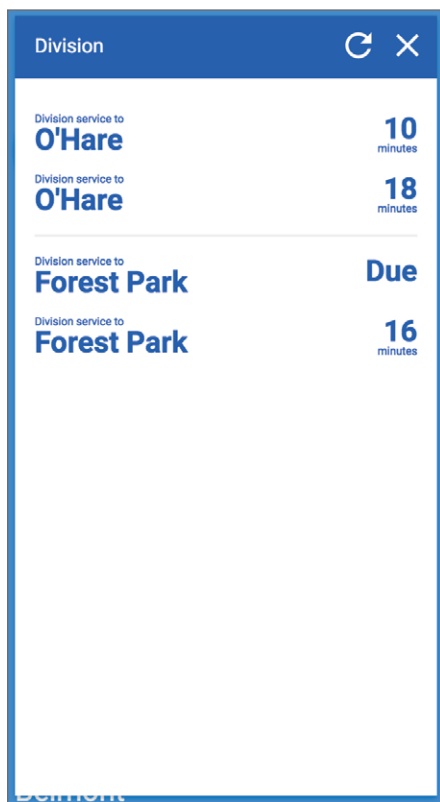 Division
Division service to
O'Hare
10
minutes
Division service to
O'Hare
18
minutes
Division service to
Forest Park
Due
Division service to
Forest Park
16
minutes
Belmont